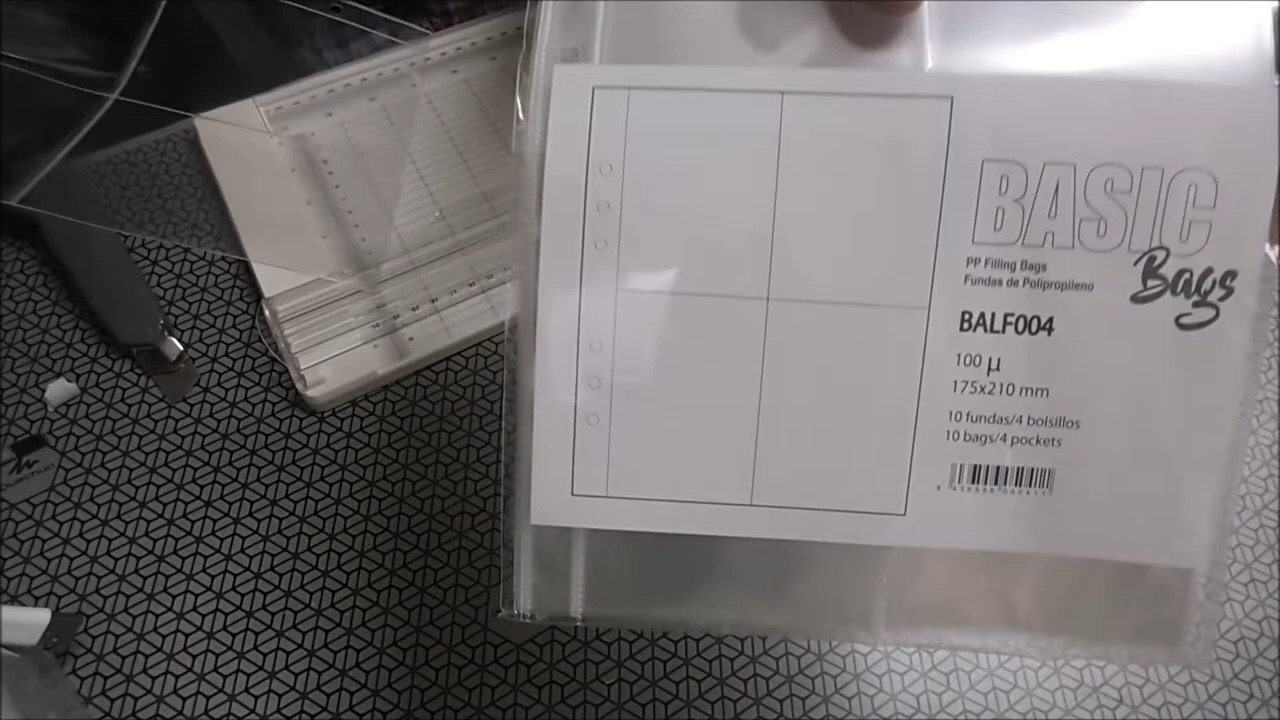 BASIC
Bags
PP Filling Bags
Fundas de Polipropileno
BALF004
100 µ
175x210 mm
10 fundas/4 bolsillos
10 bags/4 pockets